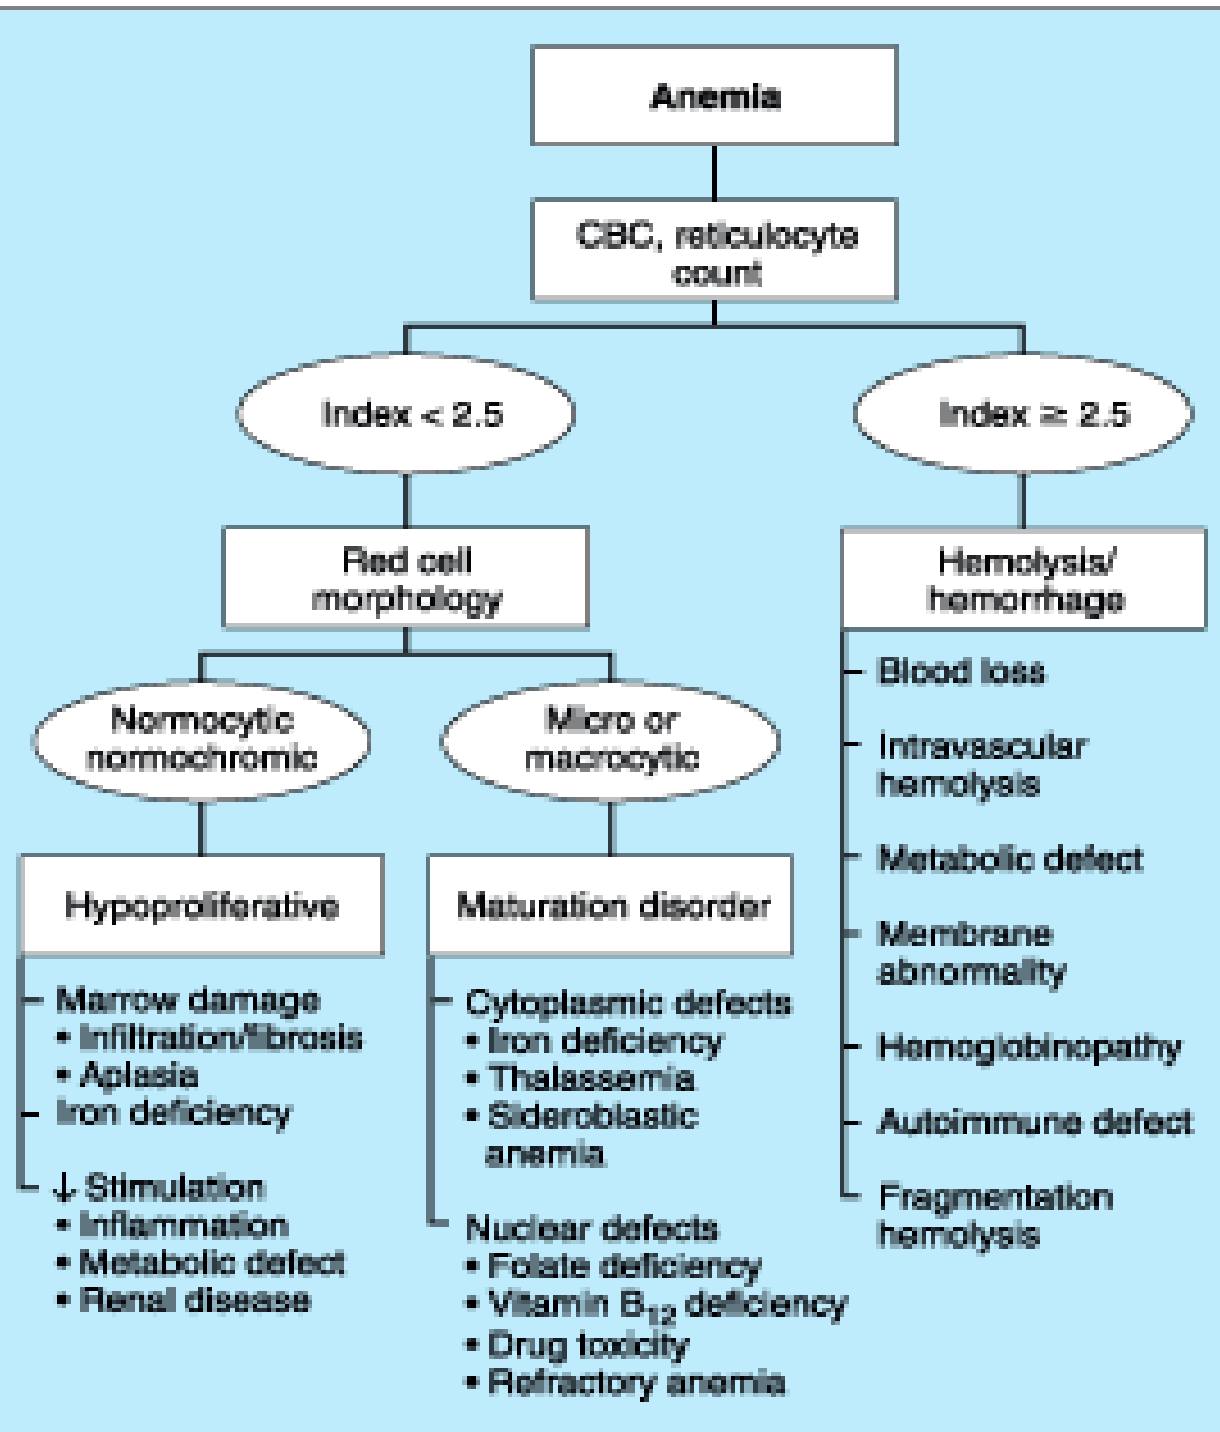 Anemia
CBC, reticulocyte
count
Index < 2.5
Index ≥ 2.5
Red cell
morphology
Hemolysis/
hemorrhage
Blood loss
Intravascular
hemolysis
Metabolic defect
Membrane
abnormality
Hemoglobinopathy
Autoimmune defect
Fragmentation
hemolysis
Normocytic
normochromic
Micro or
macrocytic
Hypoproliferative
Marrow damage
• Infiltration/fibrosis
• Aplasia
Iron deficiency
↓ Stimulation
• Inflammation
• Metabolic defect
• Renal disease
Maturation disorder
Cytoplasmic defects
• Iron deficiency
• Thalassemia
• Sideroblastic
anemia
Nuclear defects
• Folate deficiency
• Vitamin B₁₂ deficiency
• Drug toxicity
• Refractory anemia